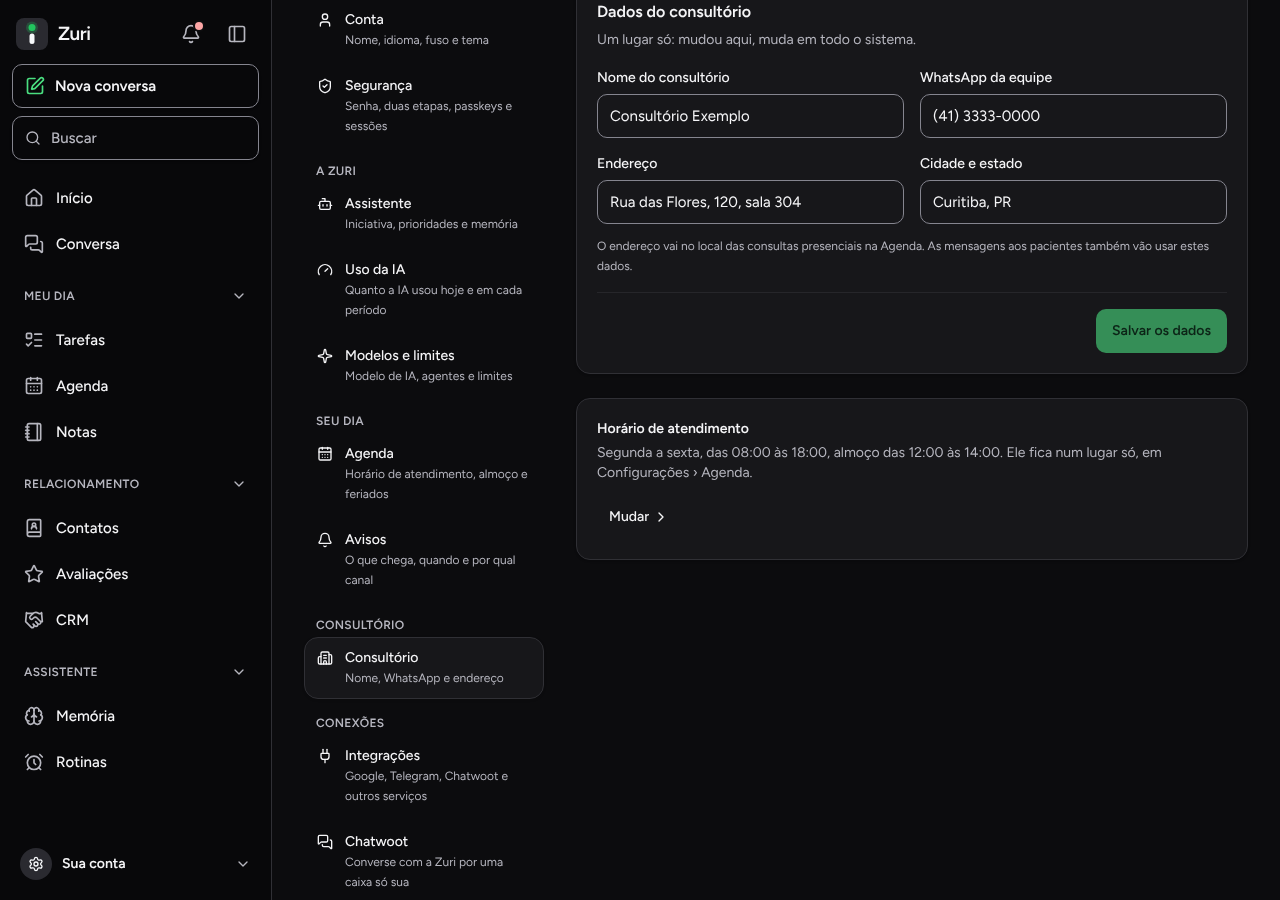 Zuri
Nova conversa
Buscar
Início
Conversa
MEU DIA
Tarefas
Agenda
Notas
RELACIONAMENTO
Contatos
Avaliações
CRM
ASSISTENTE
Memória
Rotinas
Sua conta
Conta
Nome, idioma, fuso e tema
Segurança
Senha, duas etapas, passkeys e
sessões
A ZURI
Assistente
Iniciativa, prioridades e memória
Uso da IA
Quanto a IA usou hoje e em cada
período
Modelos e limites
Modelo de IA, agentes e limites
SEU DIA
Agenda
Horário de atendimento, almoço e
feriados
Avisos
O que chega, quando e por qual
canal
CONSULTÓRIO
Consultório
Nome, WhatsApp e endereço
CONEXÕES
Integrações
Google, Telegram, Chatwoot e
outros serviços
Chatwoot
Converse com a Zuri por uma
caixa só sua
Dados do consultório
Um lugar só: mudou aqui, muda em todo o sistema.
Nome do consultório
Consultório Exemplo
WhatsApp da equipe
(41) 3333-0000
Endereço
Rua das Flores, 120, sala 304
Cidade e estado
Curitiba, PR
O endereço vai no local das consultas presenciais na Agenda. As mensagens aos pacientes também vão usar estes
dados.
Salvar os dados
Horário de atendimento
Segunda a sexta, das 08:00 às 18:00, almoço das 12:00 às 14:00. Ele fica num lugar só, em
Configurações › Agenda.
Mudar